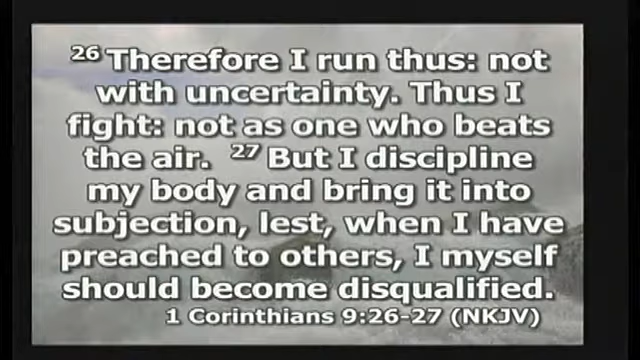 26 Therefore I run thus: not
with uncertainty. Thus I
fight: not as one who beats
the air. 27 But I discipline
my body and bring it into
subjection, lest, when I have
preached to others, I myself
should become disqualified.
1 Corinthians 9:26-27 (NKJV)